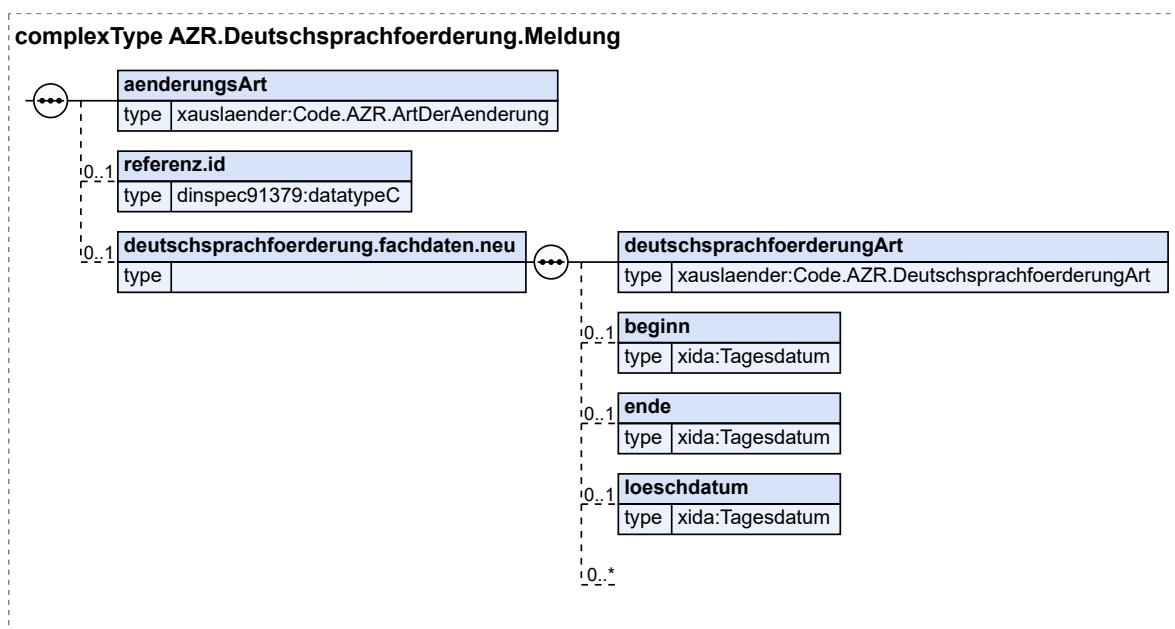 complexType AZR.Deutschsprachfoerderung.Meldung
aenderungsArt
type xauslaender:Code.AZR.ArtDerAenderung
0..1 referenz.id
type dinspec91379:datatypeC
0..1 deutschsprachfoerderung.fachdaten.neu
type
deutschsprachfoerderungArt
type xauslaender:Code.AZR.DeutschsprachfoerderungArt
0..1 beginn
type xida:Tagesdatum
0..1 ende
type xida:Tagesdatum
0..1 loeschdatum
type xida:Tagesdatum
0..*